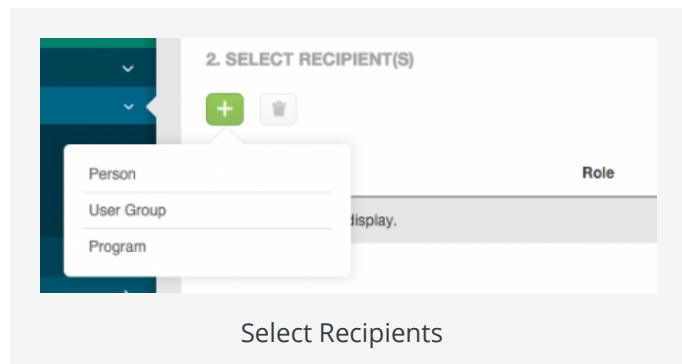 2. SELECT RECIPIENT(S)
Person
Role
User Group
display.
Program
Select Recipients